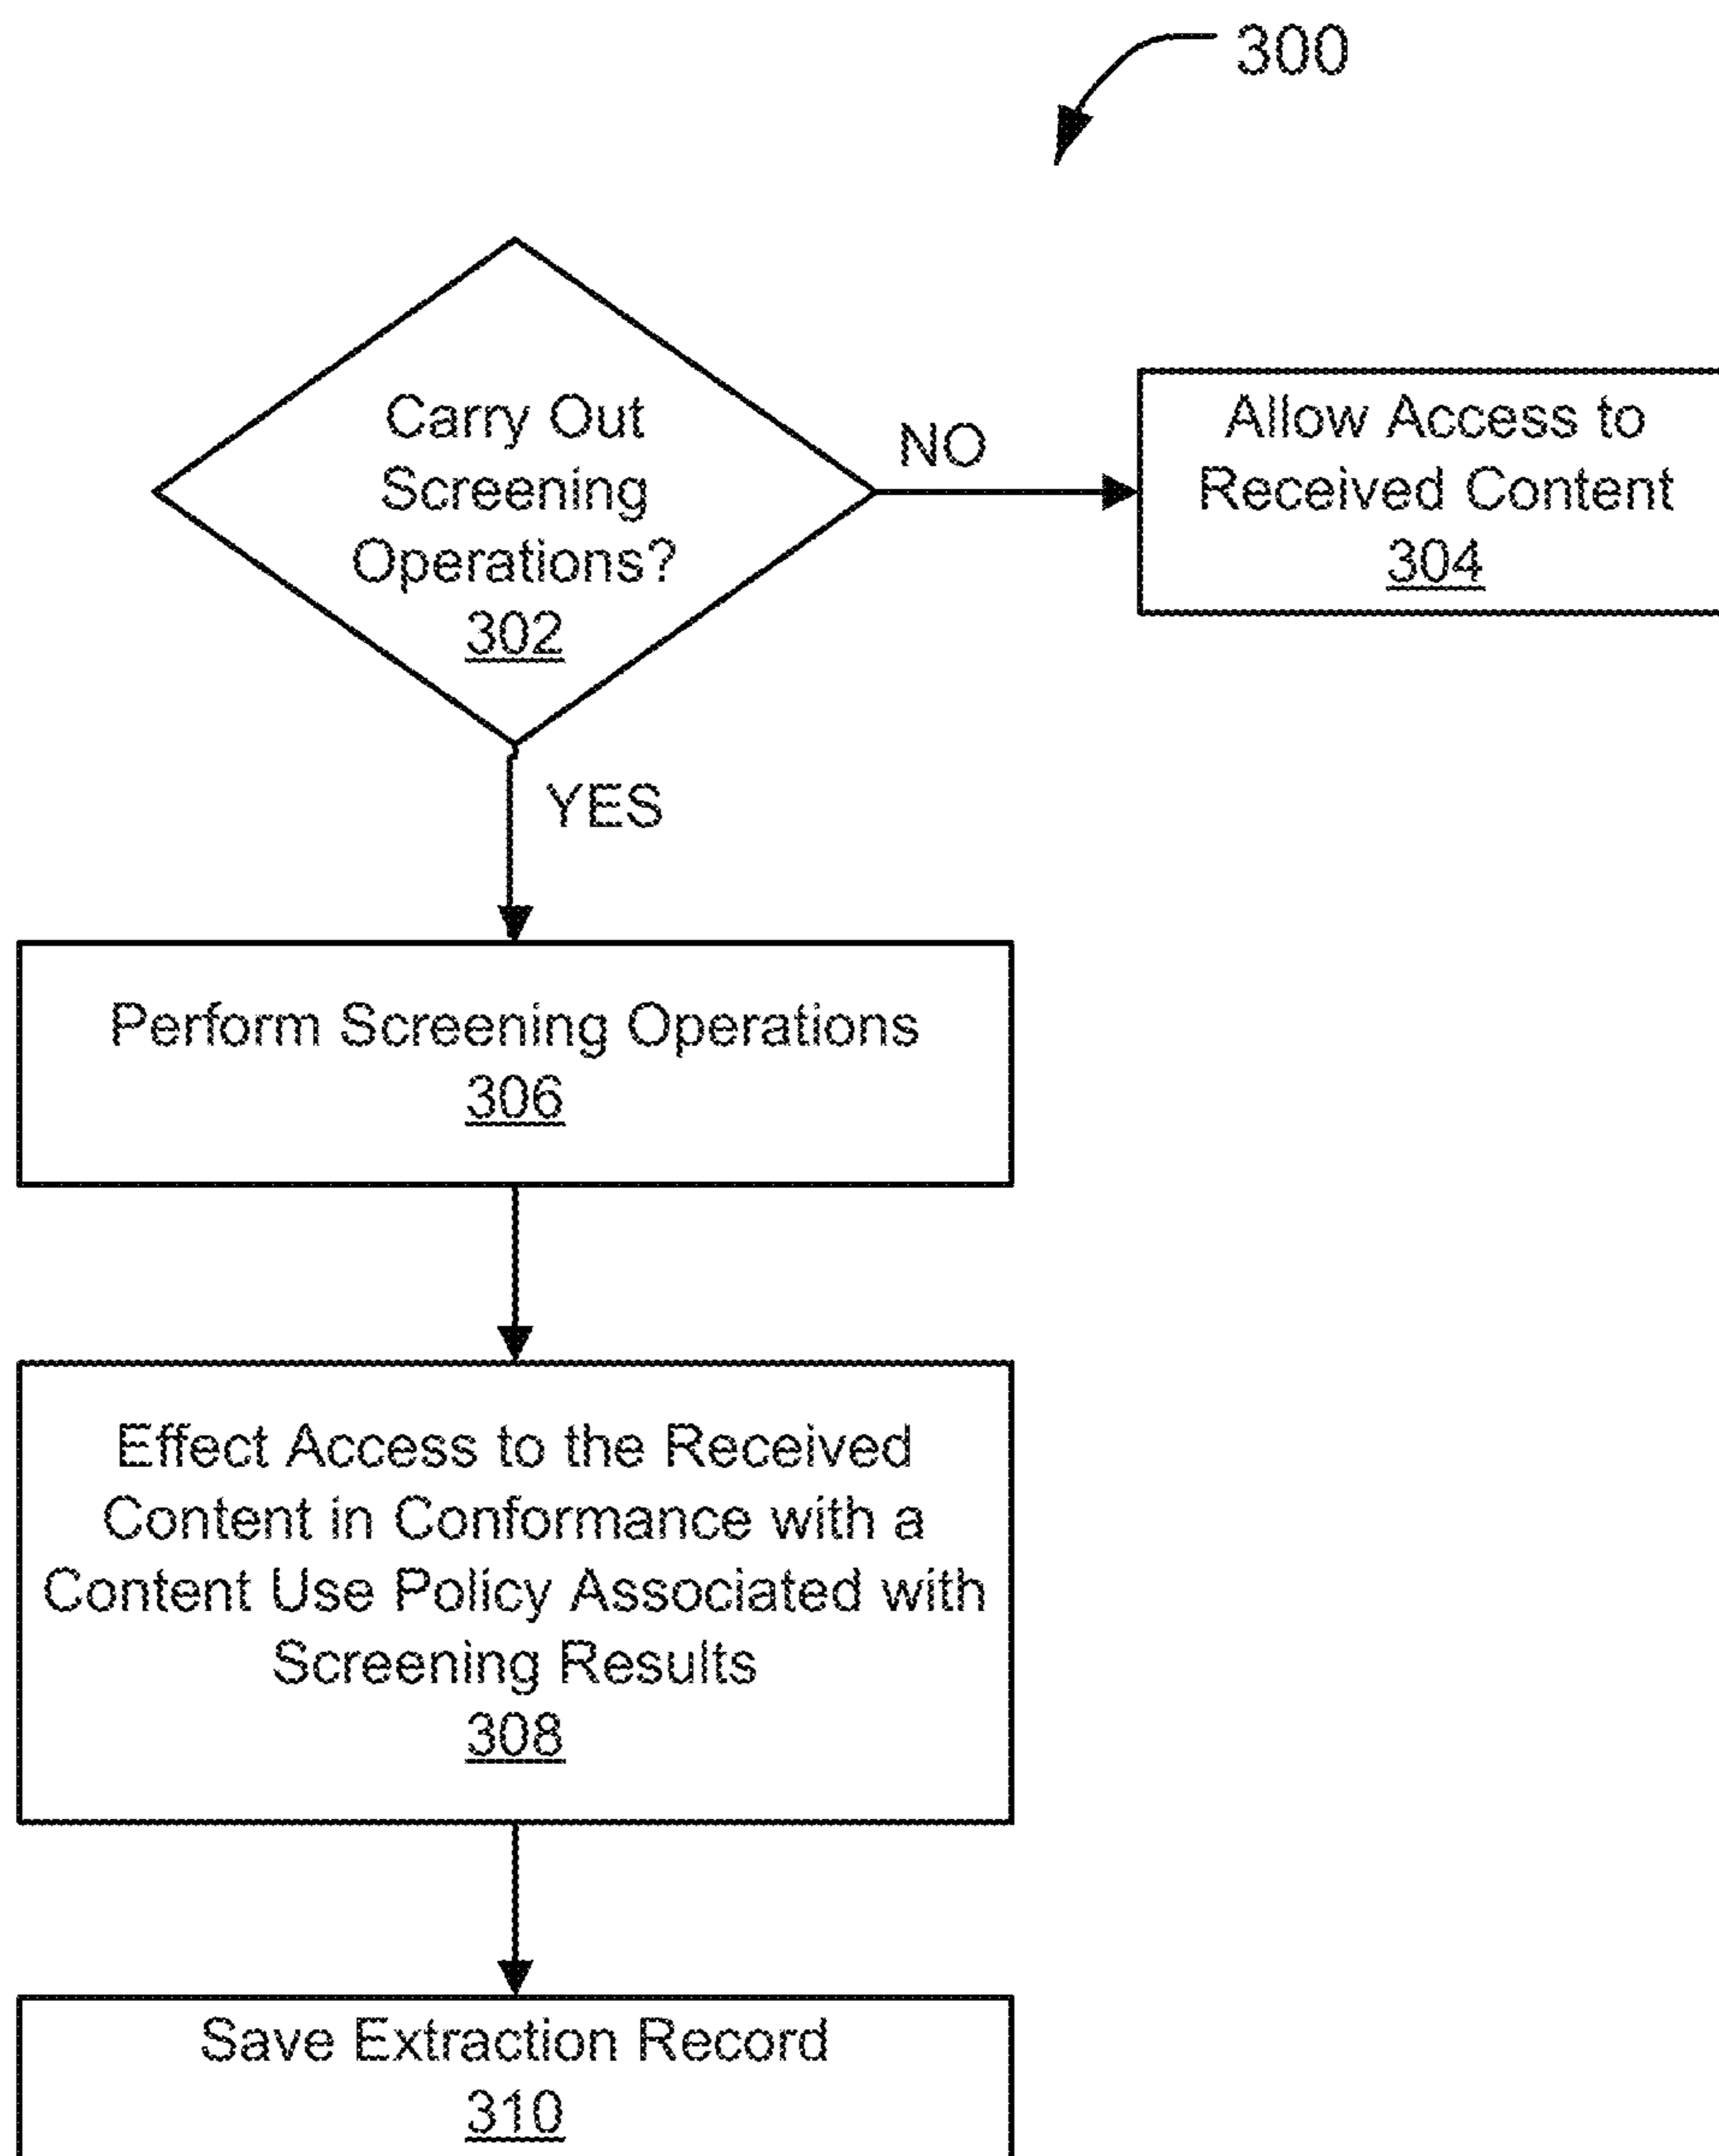 300
Carry Out
Screening
Operations?
302
NO
Allow Access to
Received Content
304
YES
Perform Screening Operations
306
Effect Access to the Received
Content in Conformance with a
Content Use Policy Associated with
Screening Results
308
Save Extraction Record
310